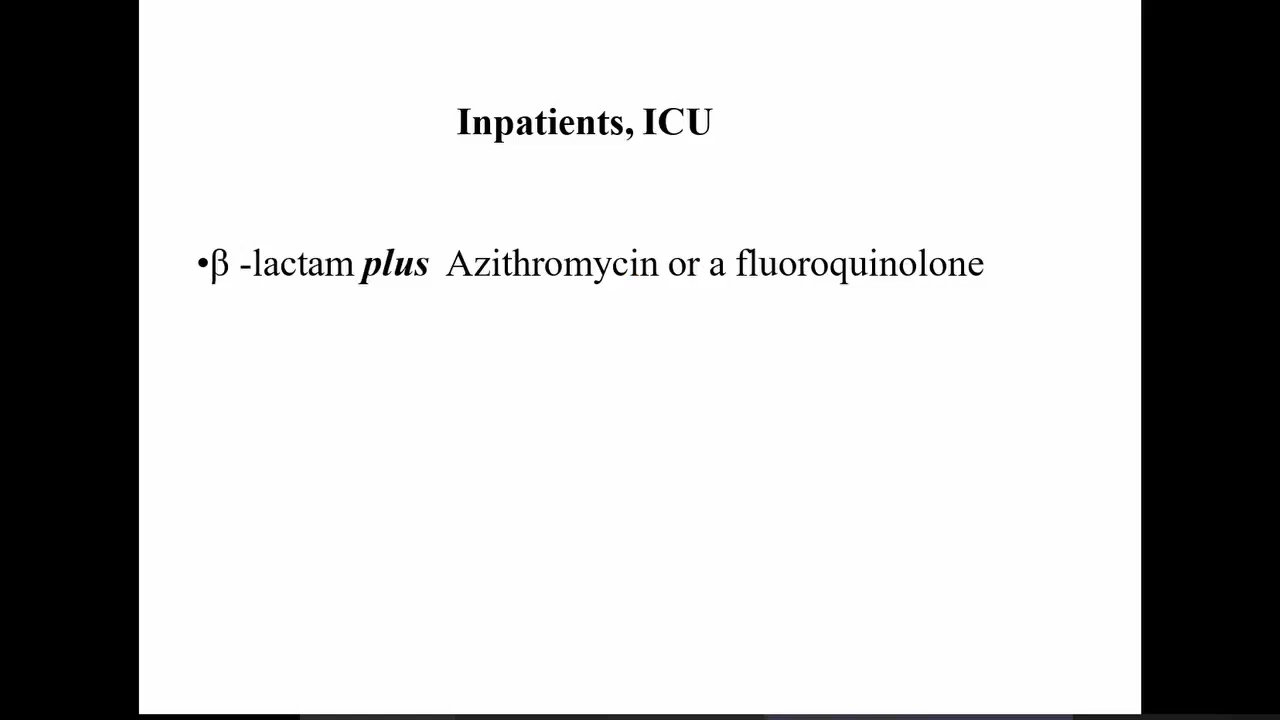 Inpatients, ICU
•β -lactam plus Azithromycin or a fluoroquinolone